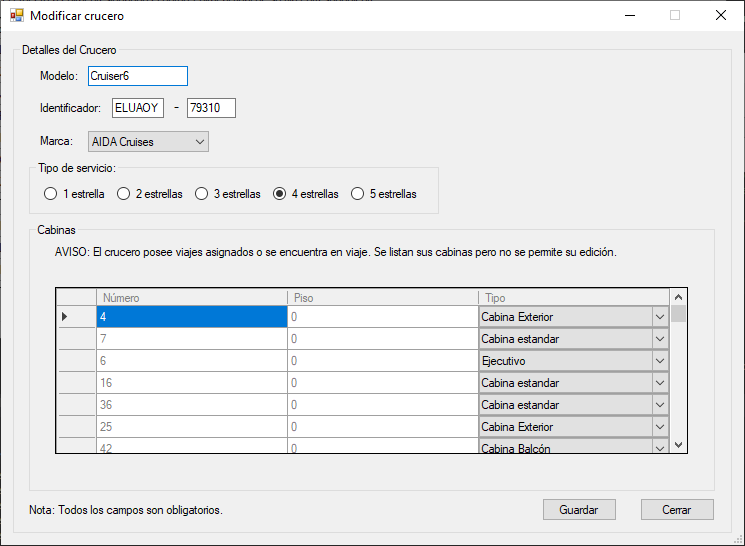 Modificar crucero
Detalles del Crucero
Modelo: Cruiser6
Identificador: ELUAOY - 79310
Marca: AIDA Cruises
Tipo de servicio:
1 estrella 2 estrellas 3 estrellas 4 estrellas 5 estrellas
Cabinas
AVISO: El crucero posee viajes asignados o se encuentra en viaje. Se listan sus cabinas pero no se permite su edición.
Número Piso Tipo
4 0 Cabina Exterior
7 0 Cabina estandar
6 0 Ejecutivo
16 0 Cabina estandar
36 0 Cabina estandar
25 0 Cabina Exterior
42 0 Cabina Balcón
Nota: Todos los campos son obligatorios.
Guardar Cerrar